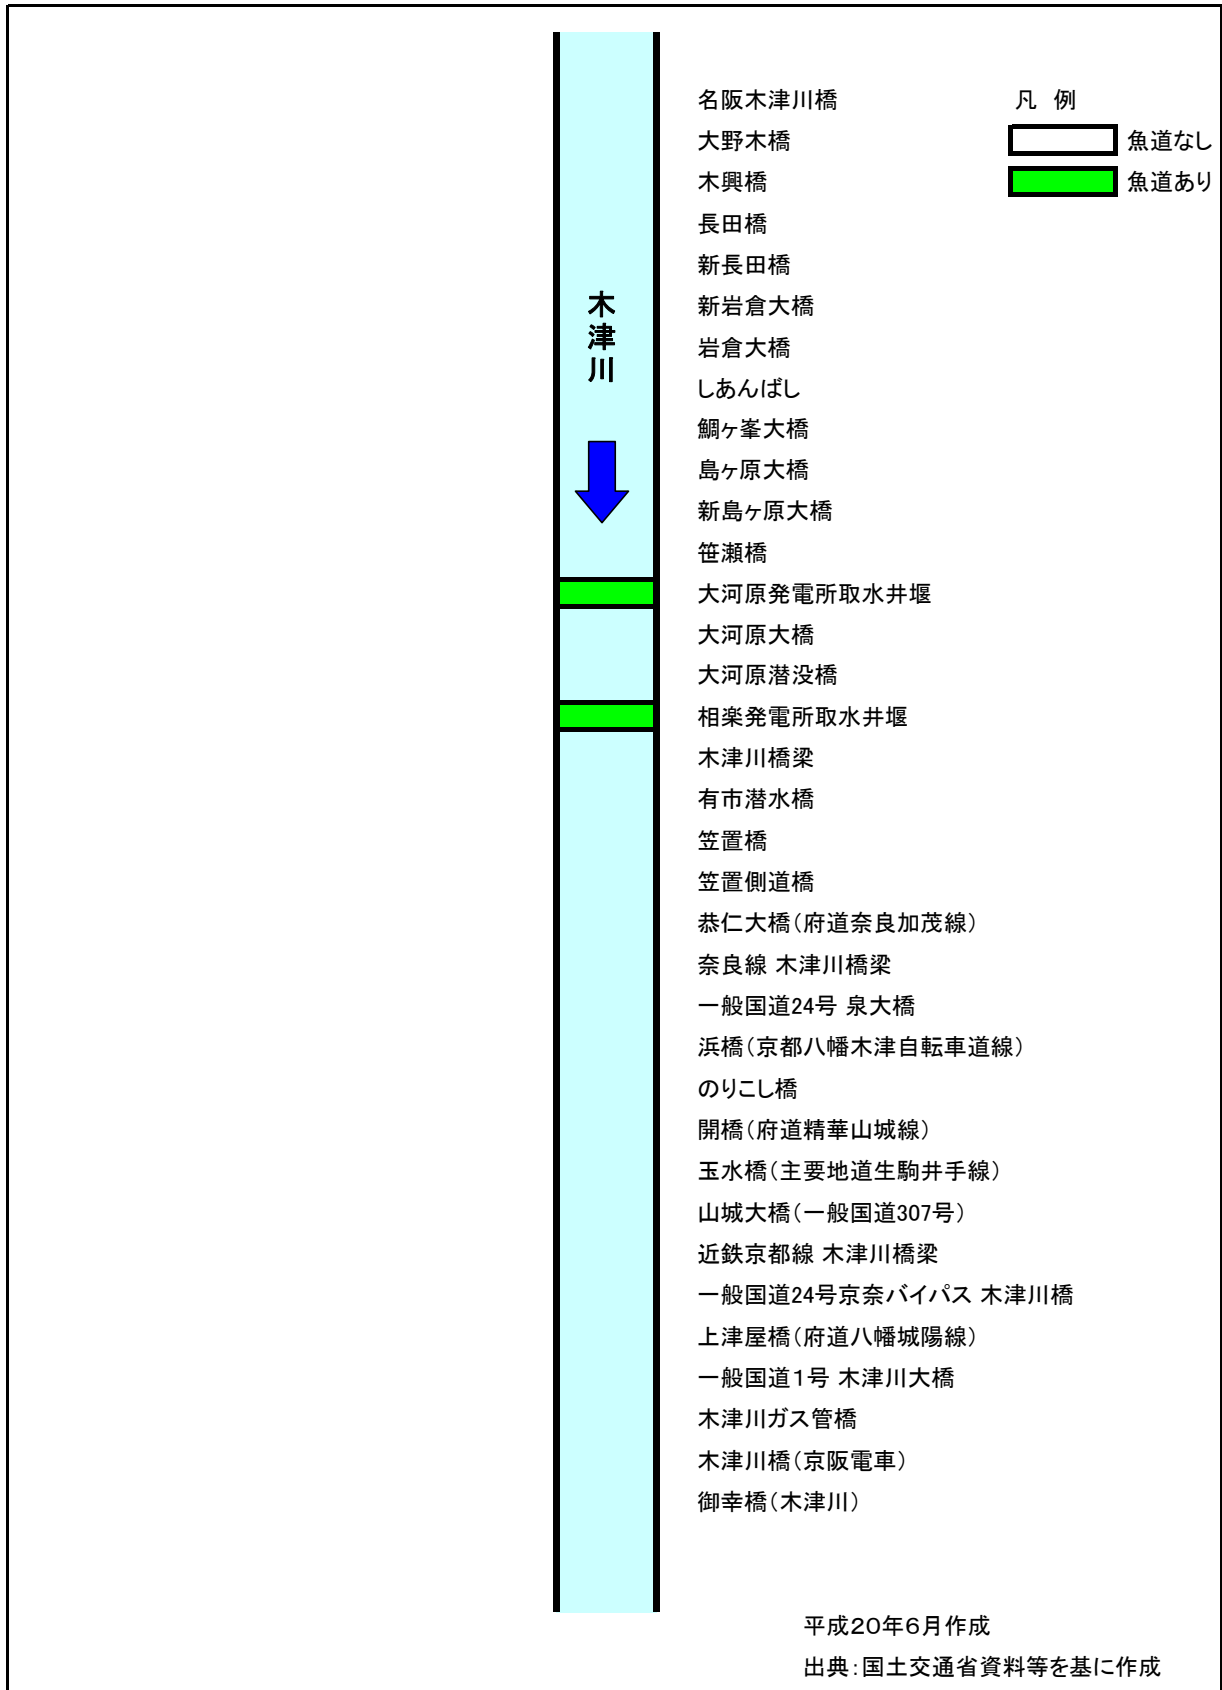 名阪木津川橋
凡 例
大野木橋
魚道なし
木興橋
魚道あり
長田橋
新長田橋
木津川
新岩倉大橋
岩倉大橋
しあんばし
鯛ヶ峯大橋
島ヶ原大橋
新島ヶ原大橋
笹瀬橋
大河原発電所取水井堰
大河原大橋
大河原潜没橋
相楽発電所取水井堰
木津川橋梁
有市潜水橋
笠置橋
笠置側道橋
恭仁大橋(府道奈良加茂線)
奈良線 木津川橋梁
一般国道24号 泉大橋
浜橋(京都八幡木津自転車道線)
のりこし橋
開橋(府道精華山城線)
玉水橋(主要地道生駒井手線)
山城大橋(一般国道307号)
近鉄京都線 木津川橋梁
一般国道24号京奈バイパス 木津川橋
上津屋橋(府道八幡城陽線)
一般国道1号 木津川大橋
木津川ガス管橋
木津川橋(京阪電車)
御幸橋(木津川)
平成20年6月作成
出典:国土交通省資料等を基に作成